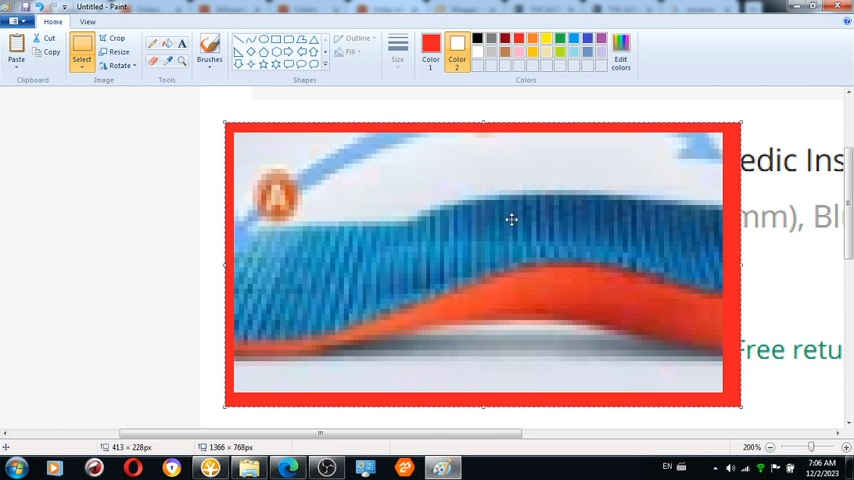 Untitled - Paint
Home View
Paste
Cut
Copy
Clipboard
Select
Crop
Resize
Rotate
Image
A
Tools
Brushes
Outline
Fill
Shapes
Size
Color 1
Color 2
Edit colors
Colors
A
edic Ins
mm), Bl
Free retu
413 × 228px
1366 × 768px
200%
EN
7:06 AM
12/2/2023